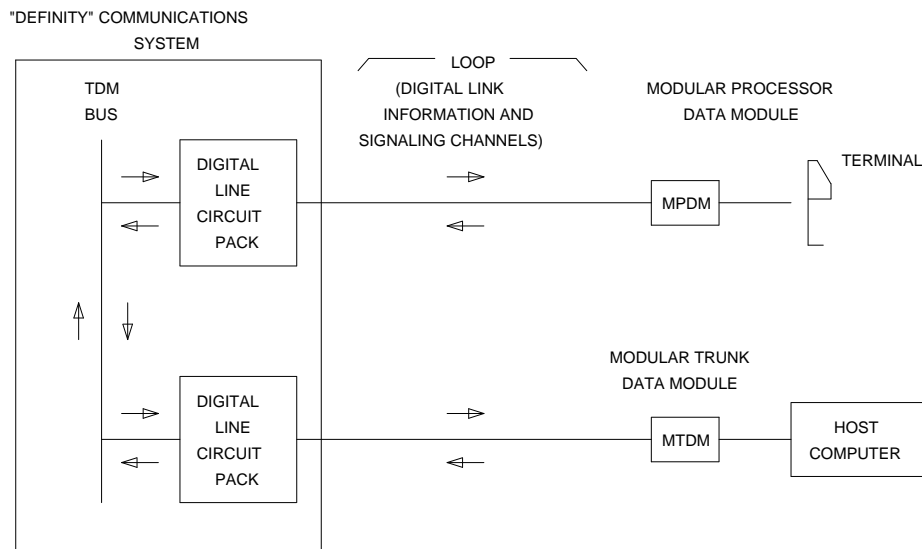 "DEFINITY" COMMUNICATIONS
SYSTEM
TDM
BUS
DIGITAL
LINE
CIRCUIT
PACK
LOOP
(DIGITAL LINK
INFORMATION AND
SIGNALING CHANNELS)
MODULAR PROCESSOR
DATA MODULE
MPDM
TERMINAL
DIGITAL
LINE
CIRCUIT
PACK
MODULAR TRUNK
DATA MODULE
MTDM
HOST
COMPUTER